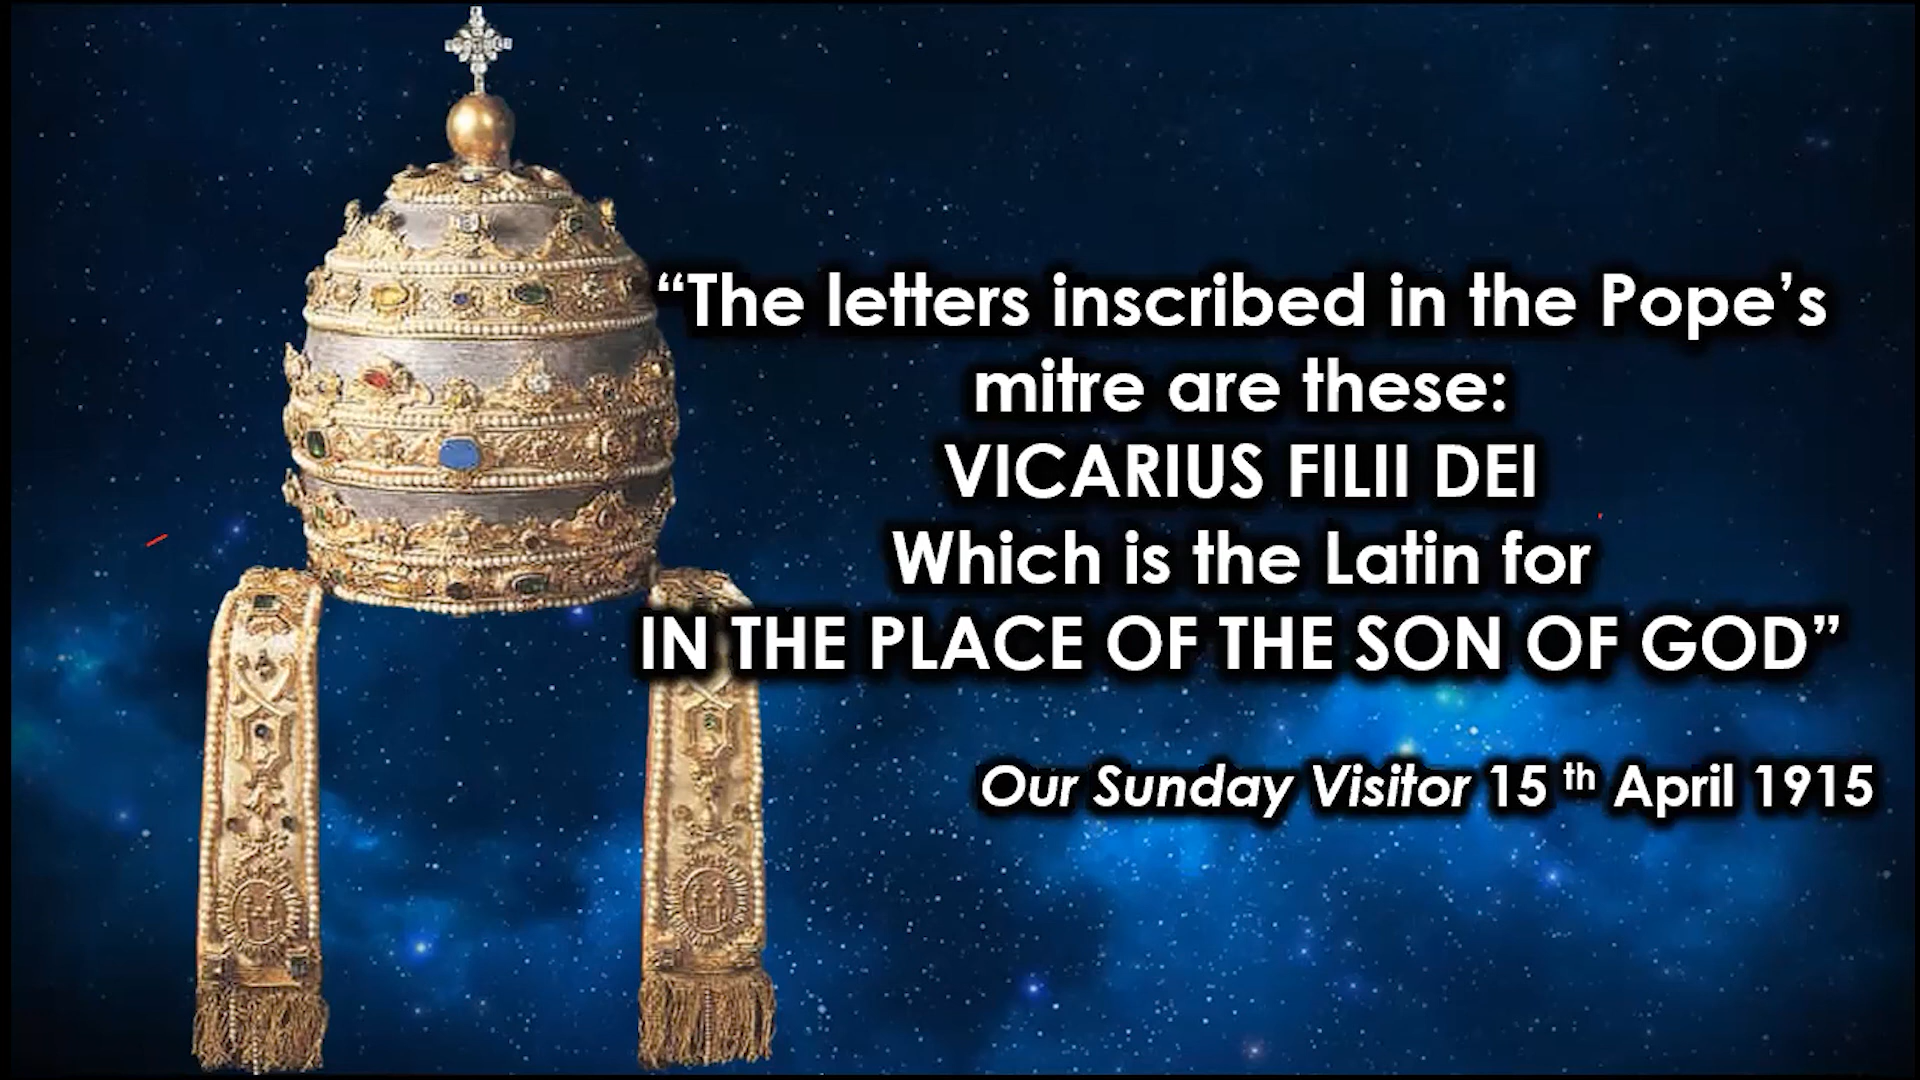 “The letters inscribed in the Pope’s
mitre are these:
VICARIUS FILII DEI
Which is the Latin for
IN THE PLACE OF THE SON OF GOD”
Our Sunday Visitor 15 th April 1915